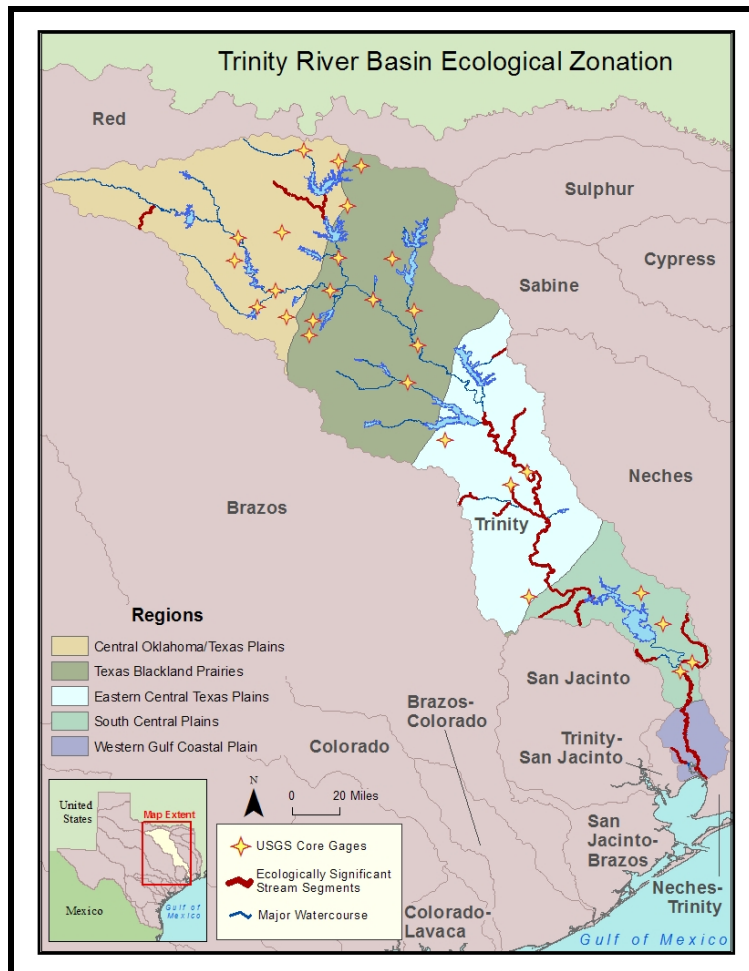 Trinity River Basin Ecological Zonation
Red
Sulphur
Cypress
Sabine
Neches
Brazos
Trinity
Regions
Central Oklahoma/Texas Plains
Texas Blackland Prairies
Eastern Central Texas Plains
South Central Plains
Western Gulf Coastal Plain
San Jacinto
Brazos-
Colorado
Colorado
Trinity-
San Jacinto
San
Jacinto-
Brazos
Neches-
Trinity
Colorado-
Lavaca
Gulf of Mexico
N
0 20 Miles
USGS Core Gages
Ecologically Significant
Stream Segments
Major Watercourse
United
States
Map Extent
Mexico
Gulf of
Mexico